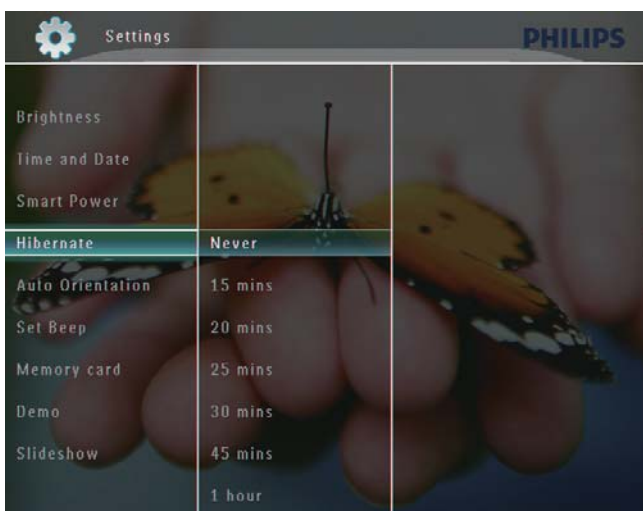 Settings
PHILIPS
Brightness
Time and Date
Smart Power
Hibernate
Auto Orientation
Set Beep
Memory card
Demo
Slideshow
Never
15 mins
20 mins
25 mins
30 mins
45 mins
1 hour